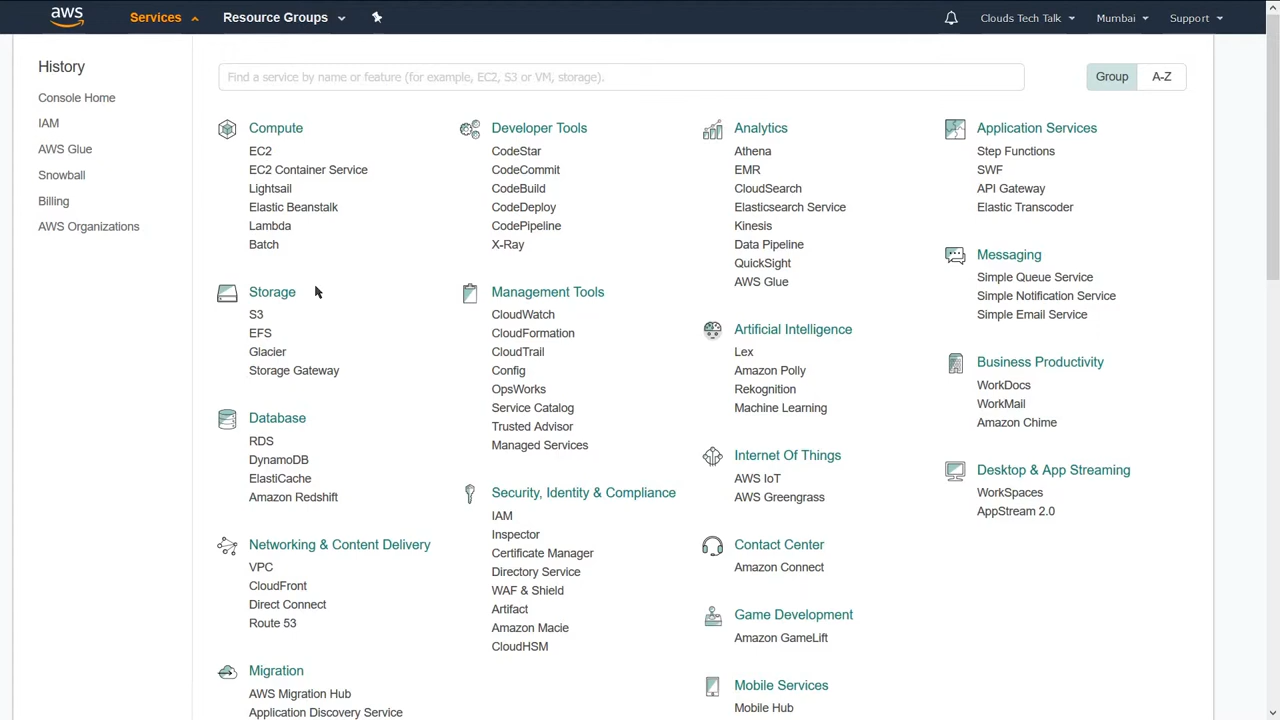 aws
Services
Resource Groups
Clouds Tech Talk
Mumbai
Support
History
Console Home
IAM
AWS Glue
Snowball
Billing
AWS Organizations
Find a service by name or feature (for example, EC2, S3 or VM, storage).
Group
A-Z
Compute
EC2
EC2 Container Service
Lightsail
Elastic Beanstalk
Lambda
Batch
Storage
S3
EFS
Glacier
Storage Gateway
Database
RDS
DynamoDB
ElastiCache
Amazon Redshift
Networking & Content Delivery
VPC
CloudFront
Direct Connect
Route 53
Migration
AWS Migration Hub
Application Discovery Service
Developer Tools
CodeStar
CodeCommit
CodeBuild
CodeDeploy
CodePipeline
X-Ray
Management Tools
CloudWatch
CloudFormation
CloudTrail
Config
OpsWorks
Service Catalog
Trusted Advisor
Managed Services
Security, Identity & Compliance
IAM
Inspector
Certificate Manager
Directory Service
WAF & Shield
Artifact
Amazon Macie
CloudHSM
Analytics
Athena
EMR
CloudSearch
Elasticsearch Service
Kinesis
Data Pipeline
QuickSight
AWS Glue
Artificial Intelligence
Lex
Amazon Polly
Rekognition
Machine Learning
Internet Of Things
AWS IoT
AWS Greengrass
Contact Center
Amazon Connect
Game Development
Amazon GameLift
Mobile Services
Mobile Hub
Application Services
Step Functions
SWF
API Gateway
Elastic Transcoder
Messaging
Simple Queue Service
Simple Notification Service
Simple Email Service
Business Productivity
WorkDocs
WorkMail
Amazon Chime
Desktop & App Streaming
WorkSpaces
AppStream 2.0